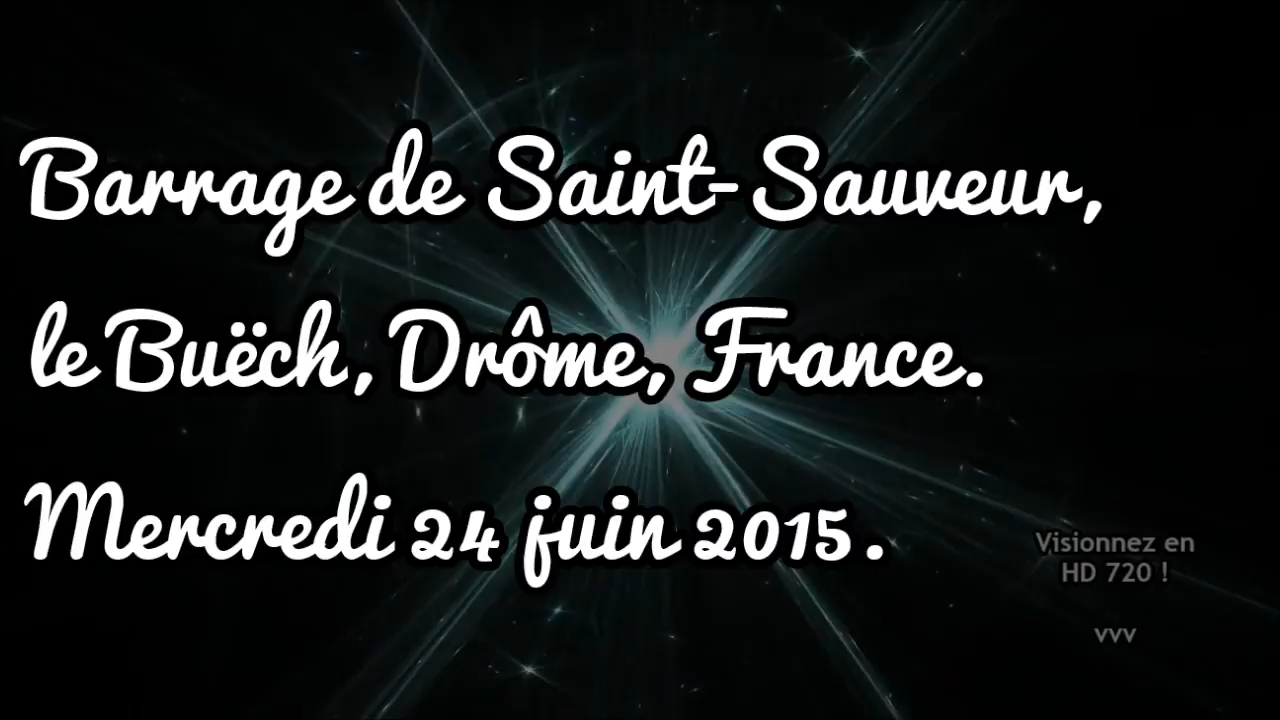 Barrage de Saint-Sauveur,
le Buëch, Drôme, France.
Mercredi 24 juin 2015.
Visionnez en
HD 720 !
vvv